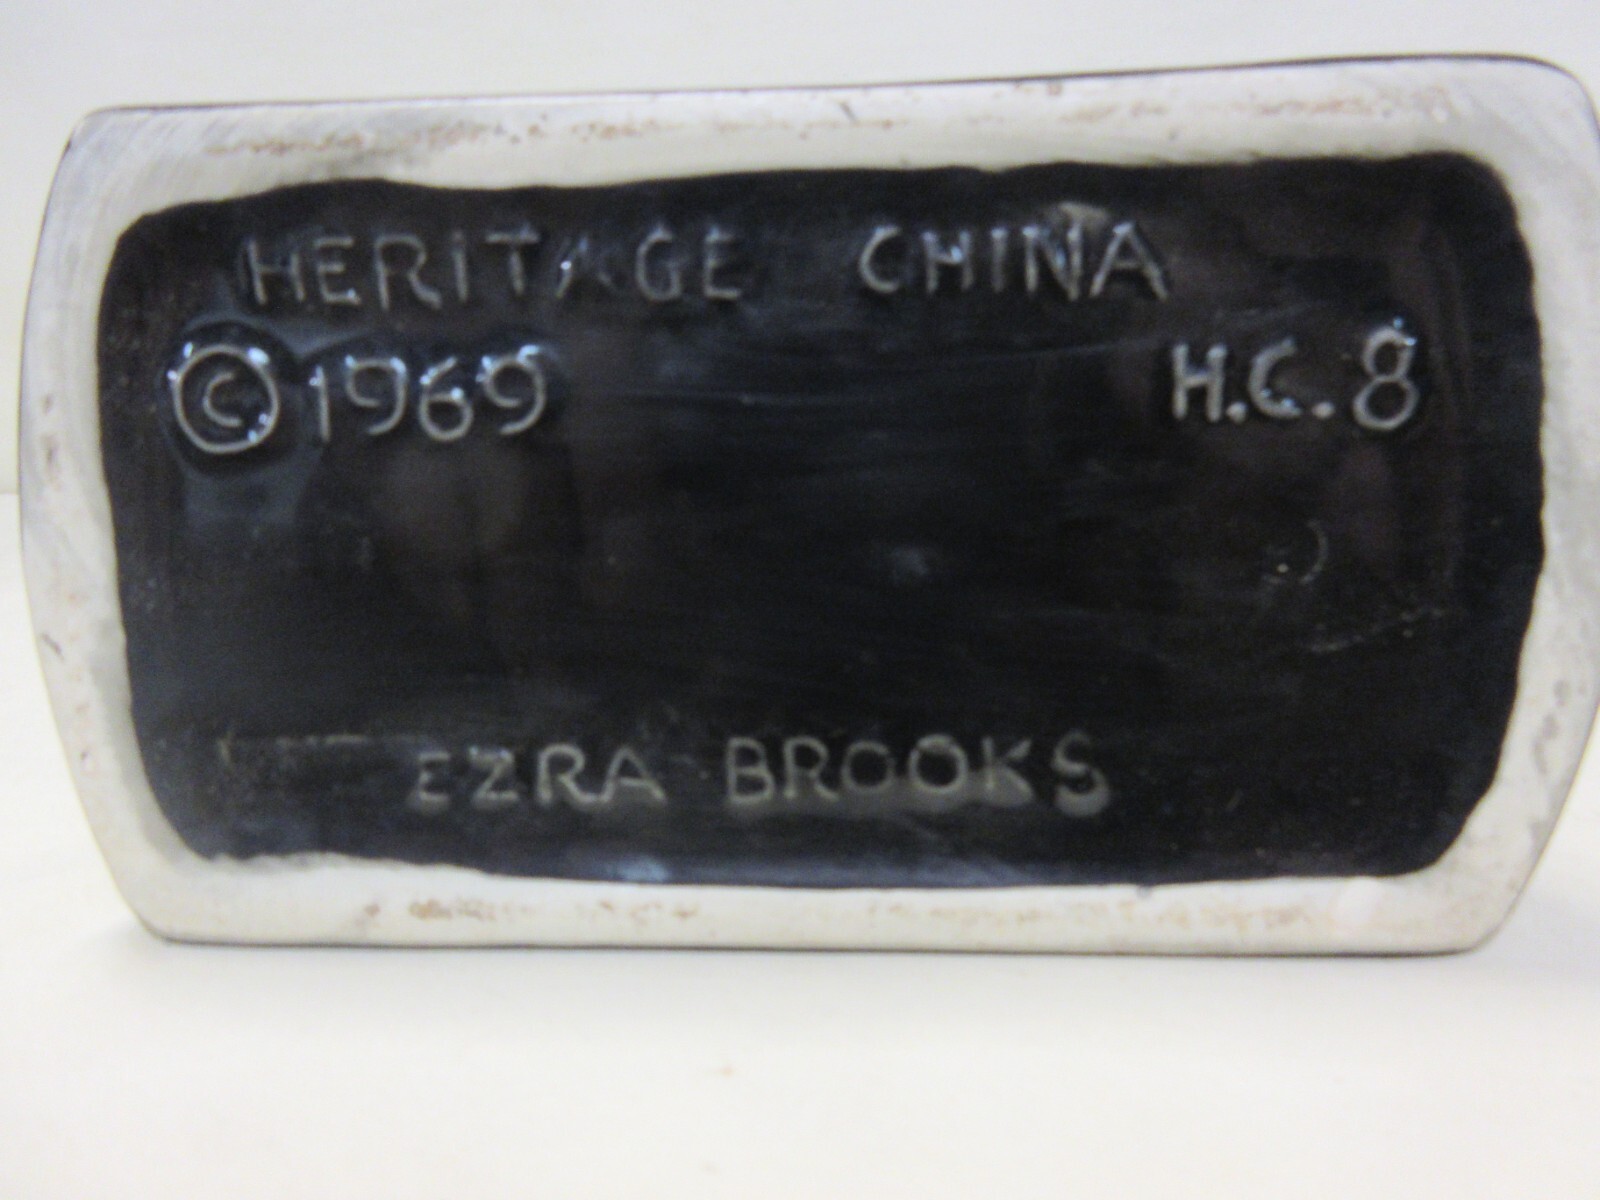 HERITAGE CHINA
© 1969 H.C. 8
EZRA BROOKS